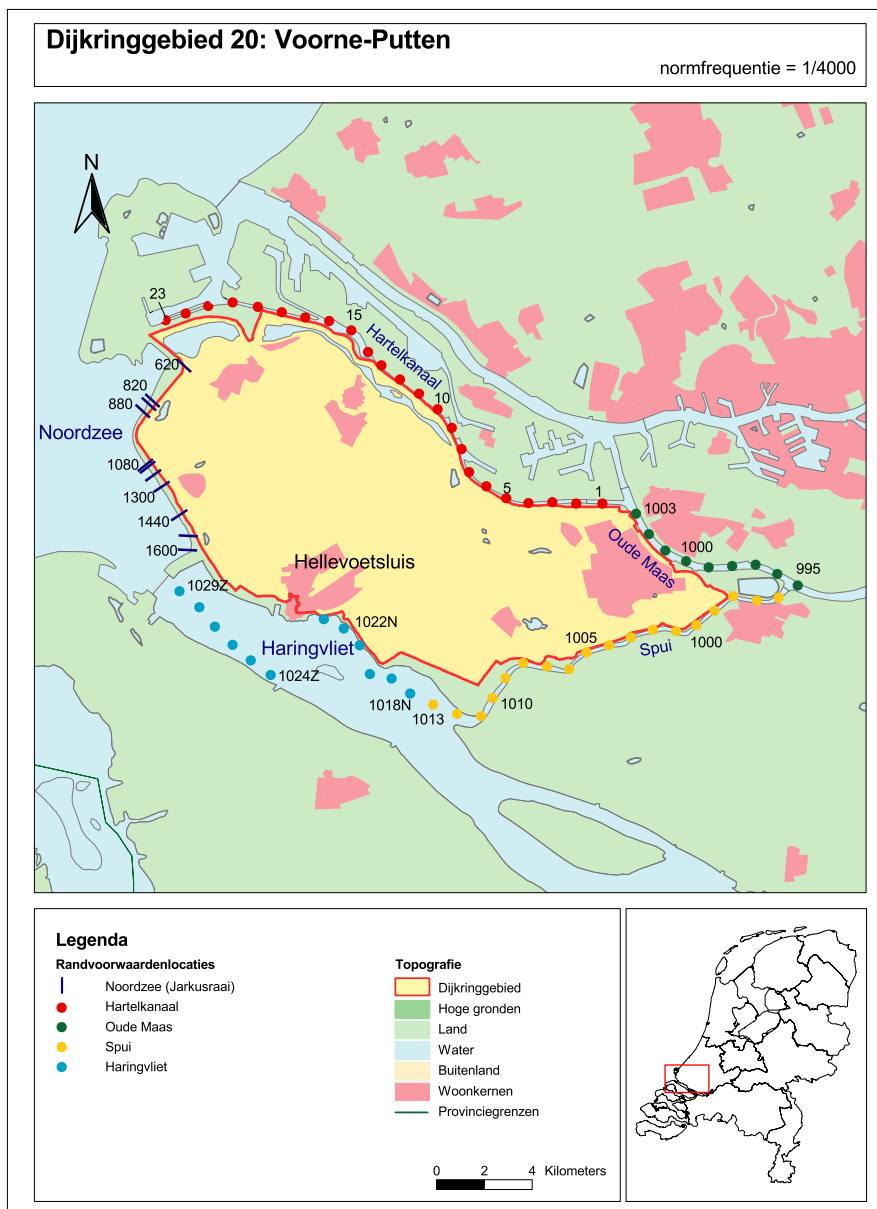 Dijkringgebied 20: Voorne-Putten
normfrequentie = 1/4000
N
23
15
Hartelkanaal
620
820
880
10
Noordzee
1080
1300
5
1
1003
1440
1600
Oude Maas
1000
Hellevoetsluis
995
1029Z
1022N
Haringvliet
1005
1000
Spui
1024Z
1018N
1010
1013
Legenda
Randvoorwaardenlocaties
Noordzee (Jarkusraai)
Hartelkanaal
Oude Maas
Spui
Haringvliet
Topografie
Dijkringgebied
Hoge gronden
Land
Water
Buitenland
Woonkernen
Provinciegrenzen
0 2 4 Kilometers